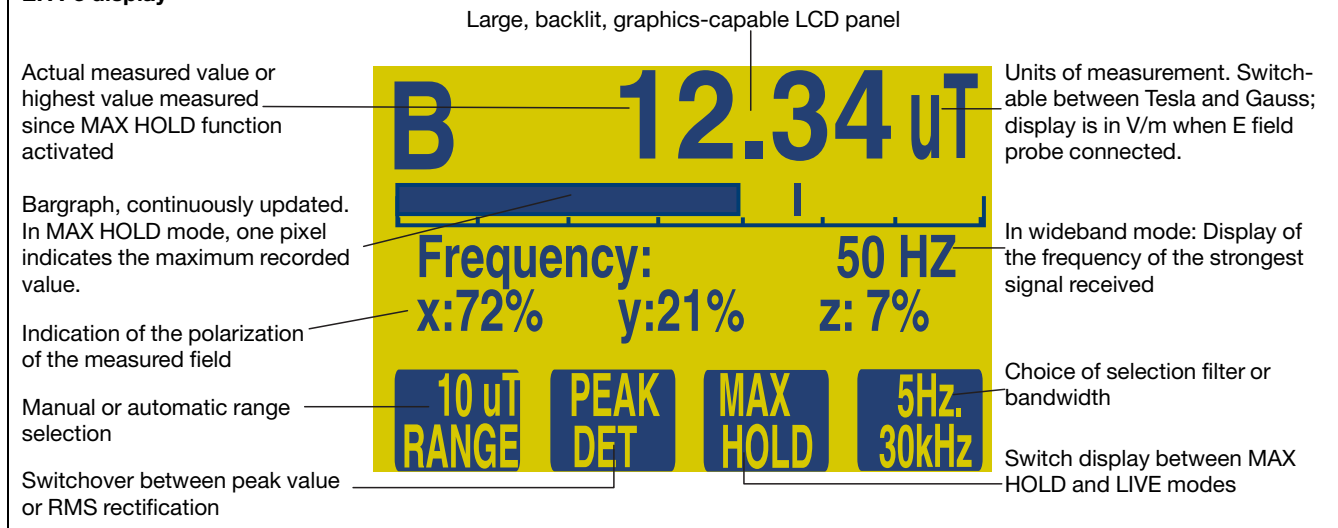 Large, backlit, graphics-capable LCD panel
Actual measured value or
highest value measured
since MAX HOLD function
activated
Bargraph, continuously updated.
In MAX HOLD mode, one pixel
indicates the maximum recorded
value.
Indication of the polarization
of the measured field
Manual or automatic range
selection
Switchover between peak value
or RMS rectification
B 12.34 uT
Frequency: 50 HZ
x:72% y:21% z: 7%
10 uT
RANGE
PEAK
DET
MAX
HOLD
5Hz.
30kHz
Units of measurement. Switch-
able between Tesla and Gauss;
display is in V/m when E field
probe connected.
In wideband mode: Display of
the frequency of the strongest
signal received
Choice of selection filter or
bandwidth
Switch display between MAX
HOLD and LIVE modes